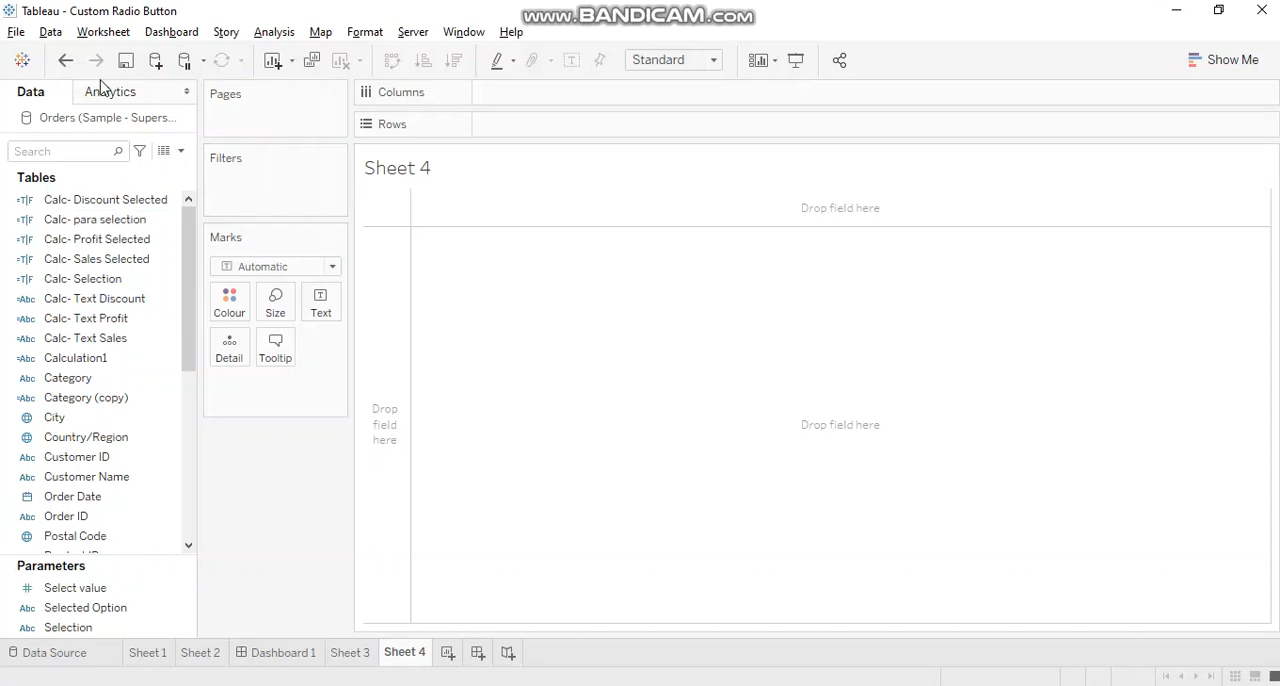 Tableau - Custom Radio Button
www.BANDICAM.com
File Data Worksheet Dashboard Story Analysis Map Format Server Window Help
Standard
Show Me
Data
Analytics
Pages
Columns
Orders (Sample - Supers...
Rows
Search
Filters
Sheet 4
Tables
Calc- Discount Selected
Calc- para selection
Calc- Profit Selected
Calc- Sales Selected
Calc- Selection
Calc- Text Discount
Calc- Text Profit
Calc- Text Sales
Calculation1
Category
Category (copy)
City
Country/Region
Customer ID
Customer Name
Order Date
Order ID
Postal Code
Marks
Automatic
Colour Size Text
Detail Tooltip
Drop field here
Drop
field
here
Drop field here
Parameters
Select value
Selected Option
Selection
Data Source Sheet 1 Sheet 2 Dashboard 1 Sheet 3 Sheet 4